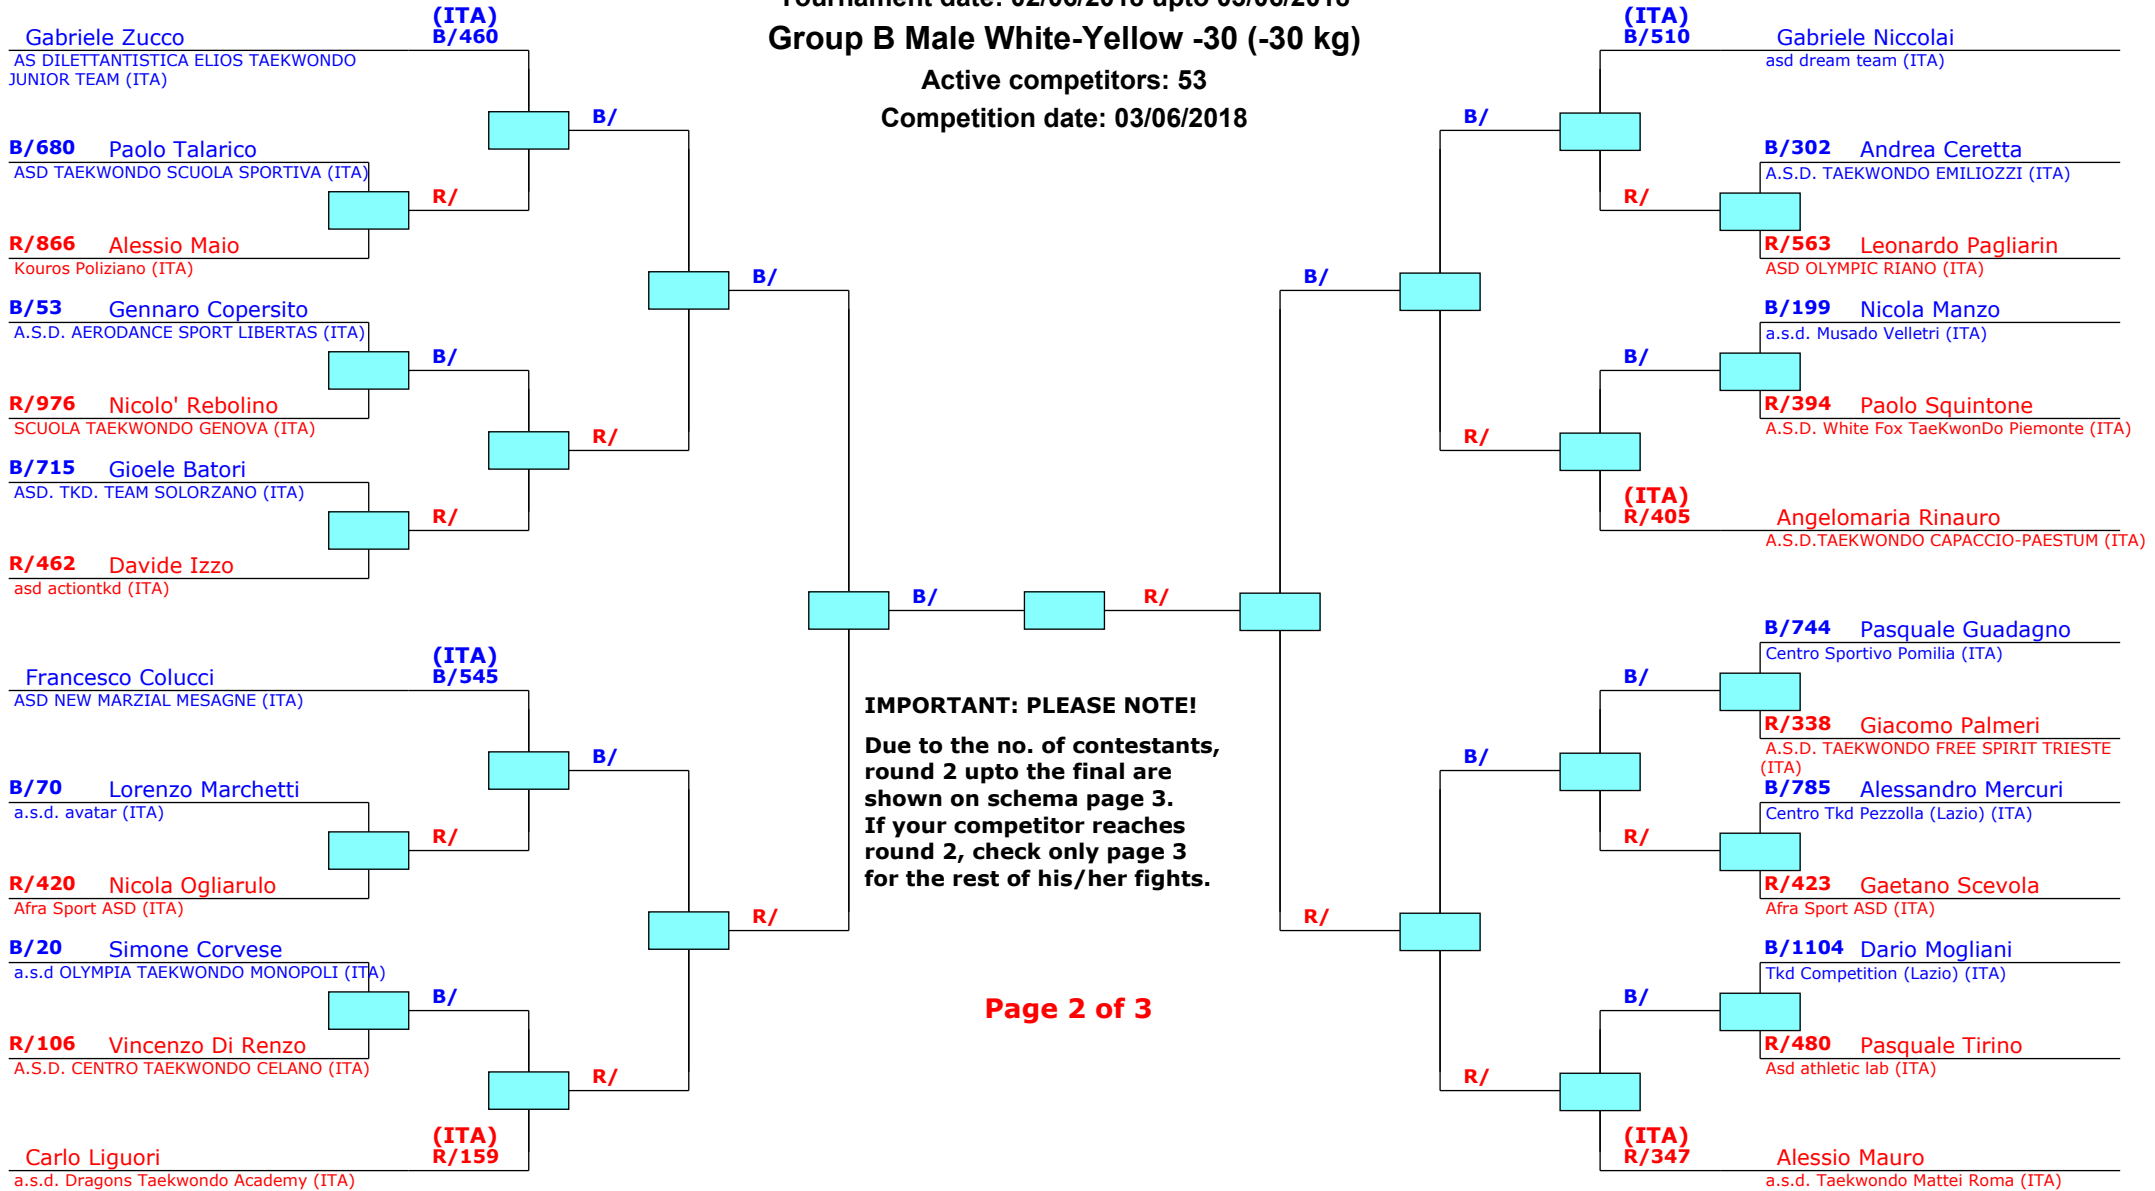 Tournament date: 02/06/2018 upto 03/06/2018
Group B Male White-Yellow -30 (-30 kg)
Active competitors: 53
Competition date: 03/06/2018
(ITA)
Gabriele Zucco B/460
AS DILETTANTISTICA ELIOS TAEKWONDO
JUNIOR TEAM (ITA)
B/
B/680 Paolo Talarico
ASD TAEKWONDO SCUOLA SPORTIVA (ITA)
R/
R/866 Alessio Maio
Kouros Poliziano (ITA)
B/
B/53 Gennaro Copersito
A.S.D. AERODANCE SPORT LIBERTAS (ITA)
B/
R/976 Nicolo' Rebolino
SCUOLA TAEKWONDO GENOVA (ITA)
R/
B/715 Gioele Batori
ASD. TKD. TEAM SOLORZANO (ITA)
R/
R/462 Davide Izzo
asd actiontkd (ITA)
B/
(ITA)
Francesco Colucci B/545
ASD NEW MARZIAL MESAGNE (ITA)
B/
B/70 Lorenzo Marchetti
a.s.d. avatar (ITA)
R/
R/420 Nicola Ogliarulo
Afra Sport ASD (ITA)
R/
B/20 Simone Corvese
a.s.d OLYMPIA TAEKWONDO MONOPOLI (ITA)
B/
R/106 Vincenzo Di Renzo
A.S.D. CENTRO TAEKWONDO CELANO (ITA)
R/
(ITA)
Carlo Liguori R/159
a.s.d. Dragons Taekwondo Academy (ITA)
IMPORTANT: PLEASE NOTE!
Due to the no. of contestants,
round 2 upto the final are
shown on schema page 3.
If your competitor reaches
round 2, check only page 3
for the rest of his/her fights.
Page 2 of 3
(ITA)
B/510 Gabriele Niccolai
asd dream team (ITA)
B/
B/302 Andrea Ceretta
A.S.D. TAEKWONDO EMILIOZZI (ITA)
R/
R/563 Leonardo Pagliarin
ASD OLYMPIC RIANO (ITA)
B/
B/199 Nicola Manzo
a.s.d. Musado Velletri (ITA)
B/
R/394 Paolo Squintone
A.S.D. White Fox TaeKwonDo Piemonte (ITA)
R/
(ITA)
R/405 Angelomaria Rinauro
A.S.D.TAEKWONDO CAPACCIO-PAESTUM (ITA)
R/
B/744 Pasquale Guadagno
Centro Sportivo Pomilia (ITA)
B/
R/338 Giacomo Palmeri
A.S.D. TAEKWONDO FREE SPIRIT TRIESTE
(ITA)
B/
B/785 Alessandro Mercuri
Centro Tkd Pezzolla (Lazio) (ITA)
R/
R/423 Gaetano Scevola
Afra Sport ASD (ITA)
R/
B/1104 Dario Mogliani
Tkd Competition (Lazio) (ITA)
B/
R/480 Pasquale Tirino
Asd athletic lab (ITA)
R/
(ITA)
R/347 Alessio Mauro
a.s.d. Taekwondo Mattei Roma (ITA)